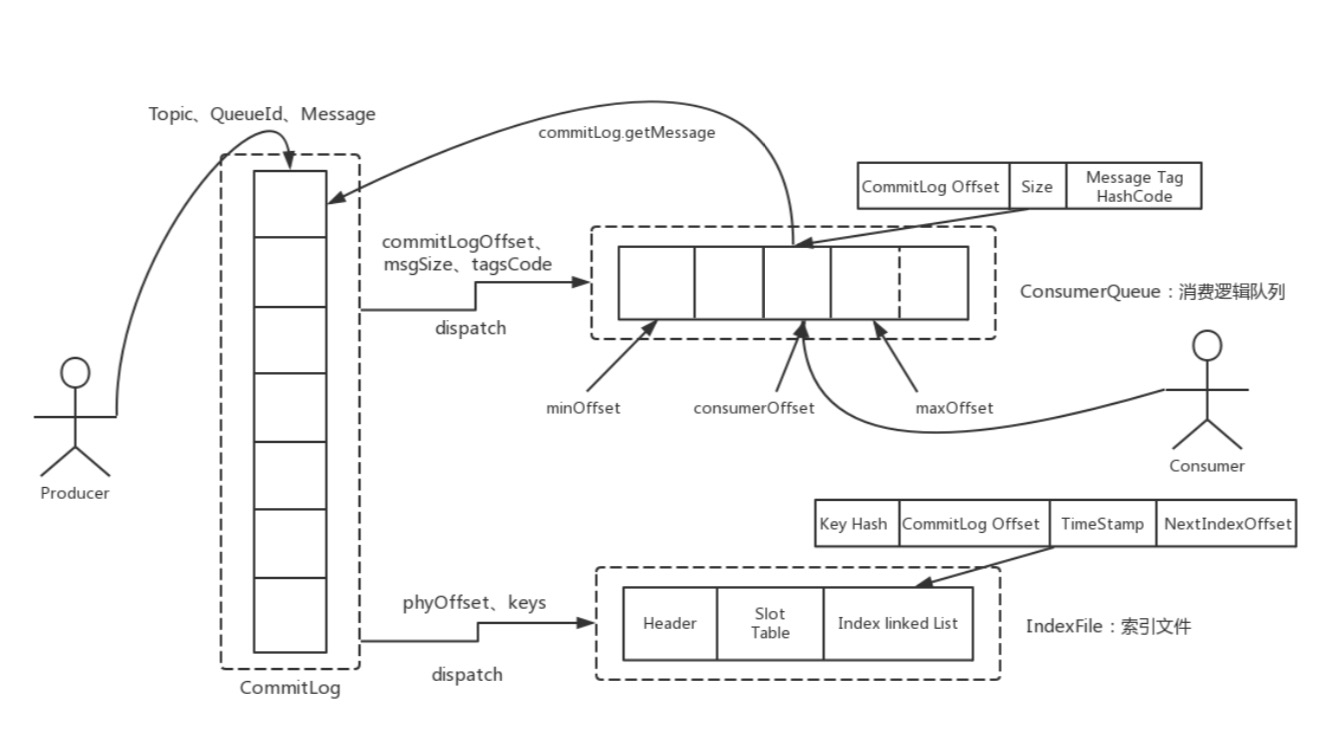 Topic、QueueId、Message
commitLog.getMessage
CommitLog Offset
Size
Message Tag
HashCode
commitLogOffset、
msgSize、tagsCode
dispatch
ConsumerQueue：消费逻辑队列
minOffset
consumerOffset
maxOffset
Producer
Consumer
Key Hash
CommitLog Offset
TimeStamp
NextIndexOffset
phyOffset、keys
dispatch
Header
Slot
Table
Index linked List
IndexFile：索引文件
CommitLog